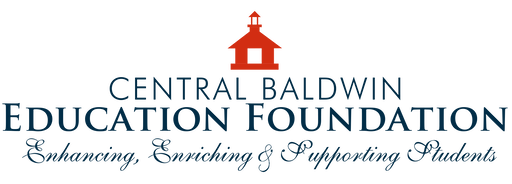 CENTRAL BALDWIN
EDUCATION FOUNDATION
Enhancing, Enriching & Supporting Students